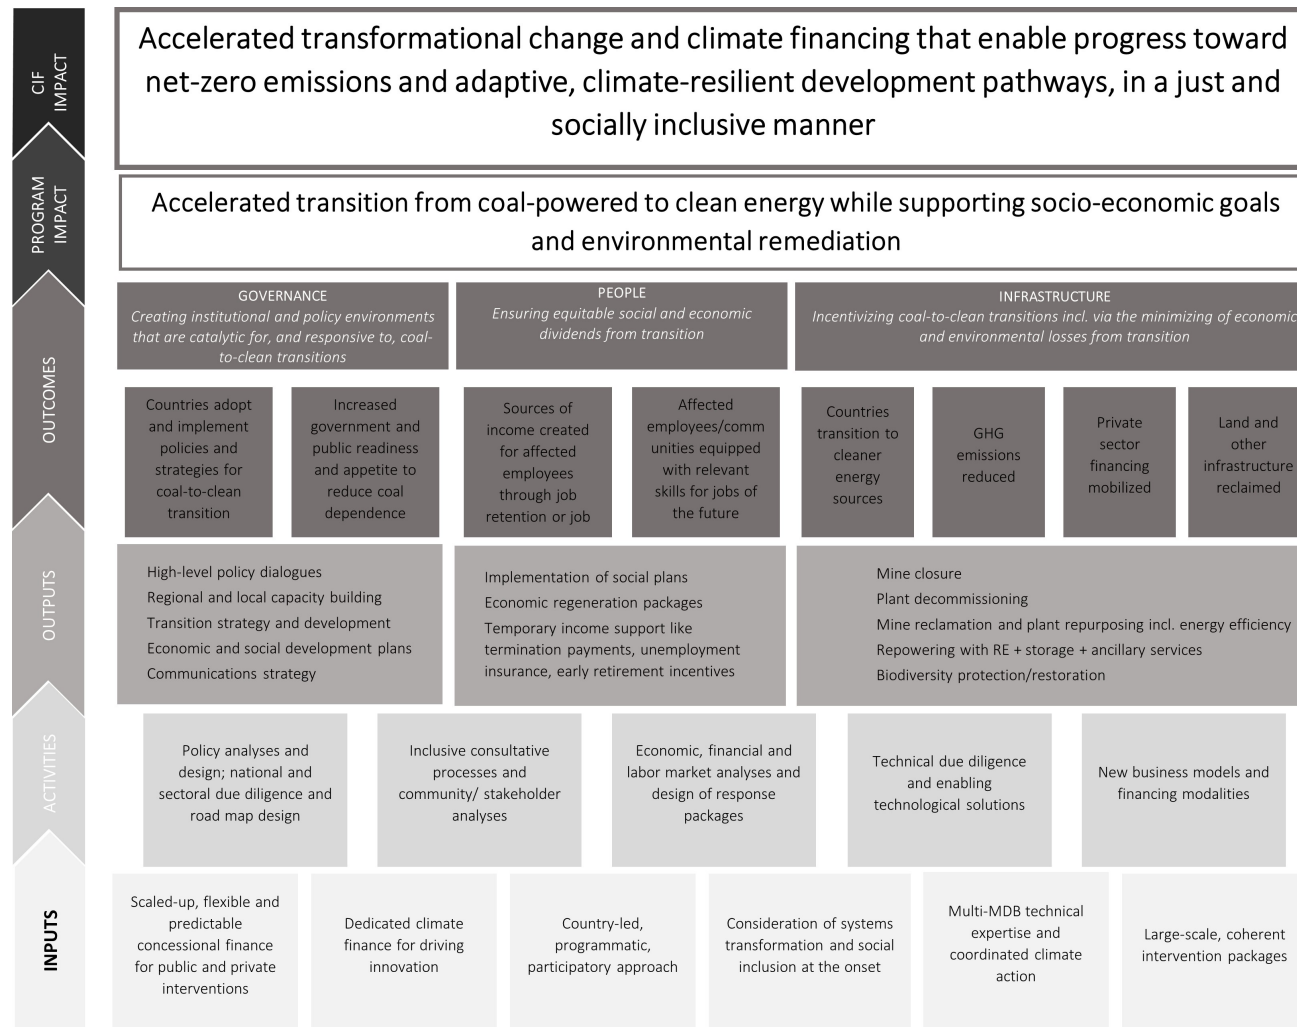 CIF
IMPACT
Accelerated transformational change and climate financing that enable progress toward
net-zero emissions and adaptive, climate-resilient development pathways, in a just and
socially inclusive manner
PROGRAM
IMPACT
Accelerated transition from coal-powered to clean energy while supporting socio-economic goals
and environmental remediation
OUTCOMES
GOVERNANCE
Creating institutional and policy environments
that are catalytic for, and responsive to, coal-
to-clean transitions
PEOPLE
Ensuring equitable social and economic
dividends from transition
INFRASTRUCTURE
Incentivizing coal-to-clean transitions incl. via the minimizing of economic
and environmental losses from transition
Countries adopt
and implement
policies and
strategies for
coal-to-clean
transition
Increased
government and
public readiness
and appetite to
reduce coal
dependence
Sources of
income created
for affected
employees
through job
retention or job
Affected
employees/comm
unities equipped
with relevant
skills for jobs of
the future
Countries
transition to
cleaner
energy
sources
GHG
emissions
reduced
Private
sector
financing
mobilized
Land and
other
infrastructure
reclaimed
OUTPUTS
High-level policy dialogues
Regional and local capacity building
Transition strategy and development
Economic and social development plans
Communications strategy
Implementation of social plans
Economic regeneration packages
Temporary income support like
termination payments, unemployment
insurance, early retirement incentives
Mine closure
Plant decommissioning
Mine reclamation and plant repurposing incl. energy efficiency
Repowering with RE + storage + ancillary services
Biodiversity protection/restoration
ACTIVITIES
Policy analyses and
design; national and
sectoral due diligence and
road map design
Inclusive consultative
processes and
community/ stakeholder
analyses
Economic, financial and
labor market analyses and
design of response
packages
Technical due diligence
and enabling
technological solutions
New business models and
financing modalities
INPUTS
Scaled-up, flexible and
predictable
concessional finance
for public and private
interventions
Dedicated climate
finance for driving
innovation
Country-led,
programmatic,
participatory approach
Consideration of systems
transformation and social
inclusion at the onset
Multi-MDB technical
expertise and
coordinated climate
action
Large-scale, coherent
intervention packages